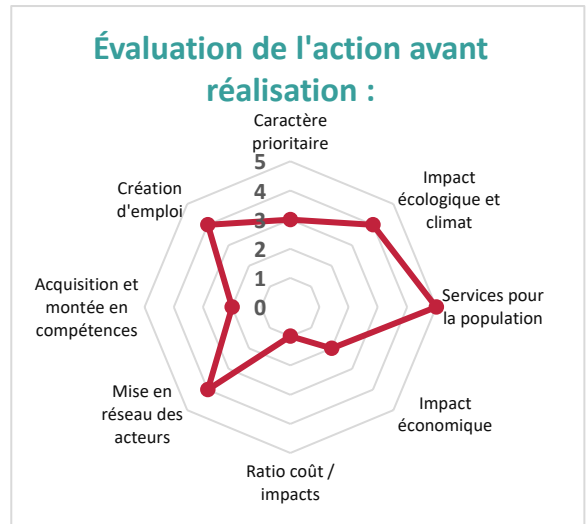 Évaluation de l'action avant
réalisation :
Caractère
prioritaire
Impact
écologique et
climat
Services pour
la population
Impact
économique
Ratio coût /
impacts
Mise en
réseau des
acteurs
Acquisition et
montée en
compétences
Création
d'emploi
5
4
3
2
1
0